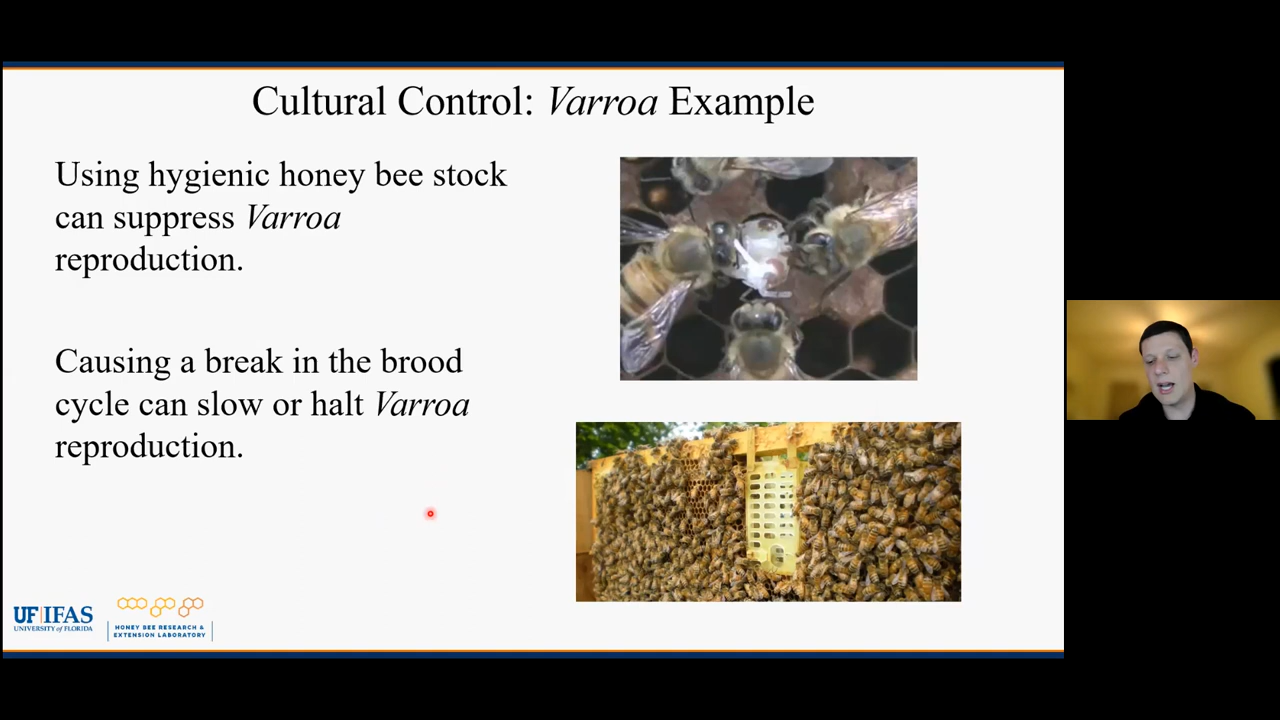 Cultural Control: Varroa Example
Using hygienic honey bee stock
can suppress Varroa
reproduction.
Causing a break in the brood
cycle can slow or halt Varroa
reproduction.
UF|IFAS
UNIVERSITY of FLORIDA
HONEY BEE RESEARCH &
EXTENSION LABORATORY